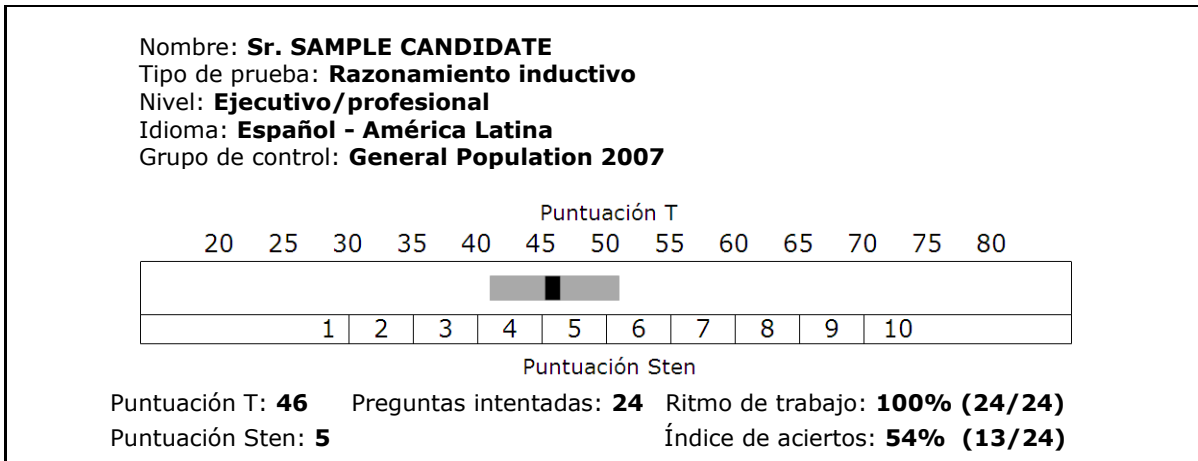 Nombre: Sr. SAMPLE CANDIDATE
Tipo de prueba: Razonamiento inductivo
Nivel: Ejecutivo/profesional
Idioma: Español - América Latina
Grupo de control: General Population 2007
Puntuación T
20 25 30 35 40 45 50 55 60 65 70 75 80
1 2 3 4 5 6 7 8 9 10
Puntuación Sten
Puntuación T: 46 Preguntas intentadas: 24 Ritmo de trabajo: 100% (24/24)
Puntuación Sten: 5 Índice de aciertos: 54% (13/24)